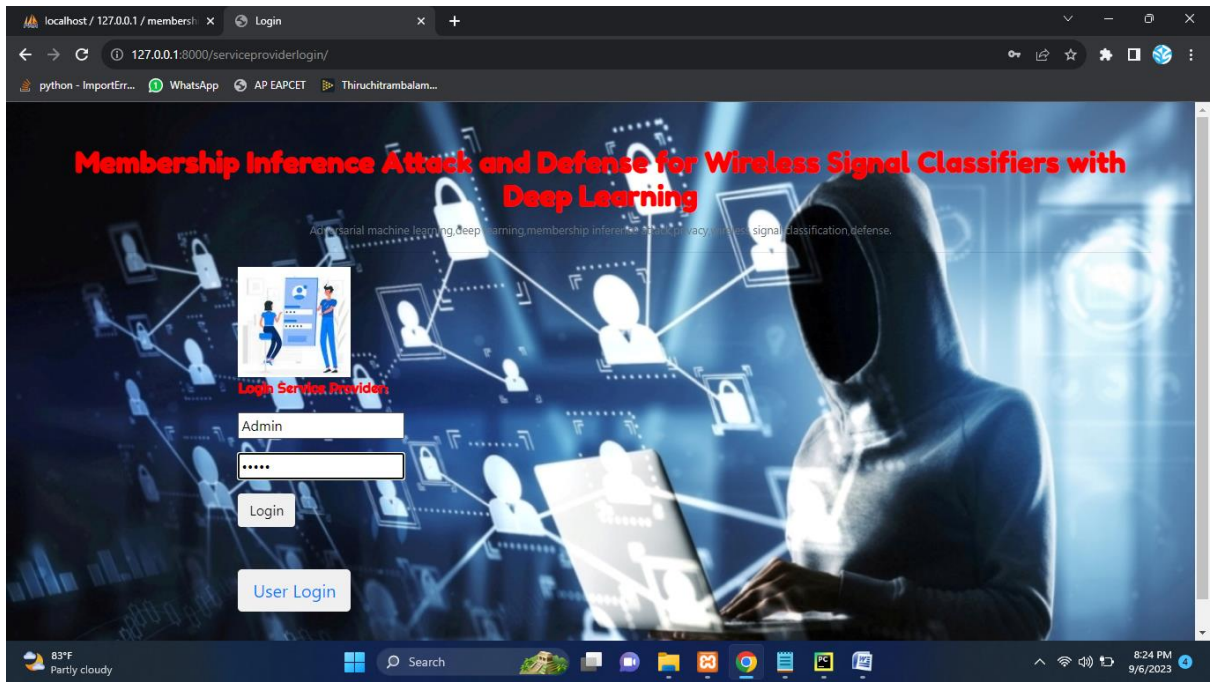 localhost / 127.0.0.1 / membershi
Login
127.0.0.1:8000/serviceproviderlogin/
python - ImportErr...
WhatsApp
AP EAPCET
Thiruchitrambalam...
Membership Inference Attack and Defense for Wireless Signal Classifiers with
Deep Learning
Adversarial machine learning,deep learning,membership inference attack,privacy,wireless signal classification,defense.
Login Service Provider:
Admin
•••••
Login
User Login
83°F
Partly cloudy
Search
8:24 PM
9/6/2023
4